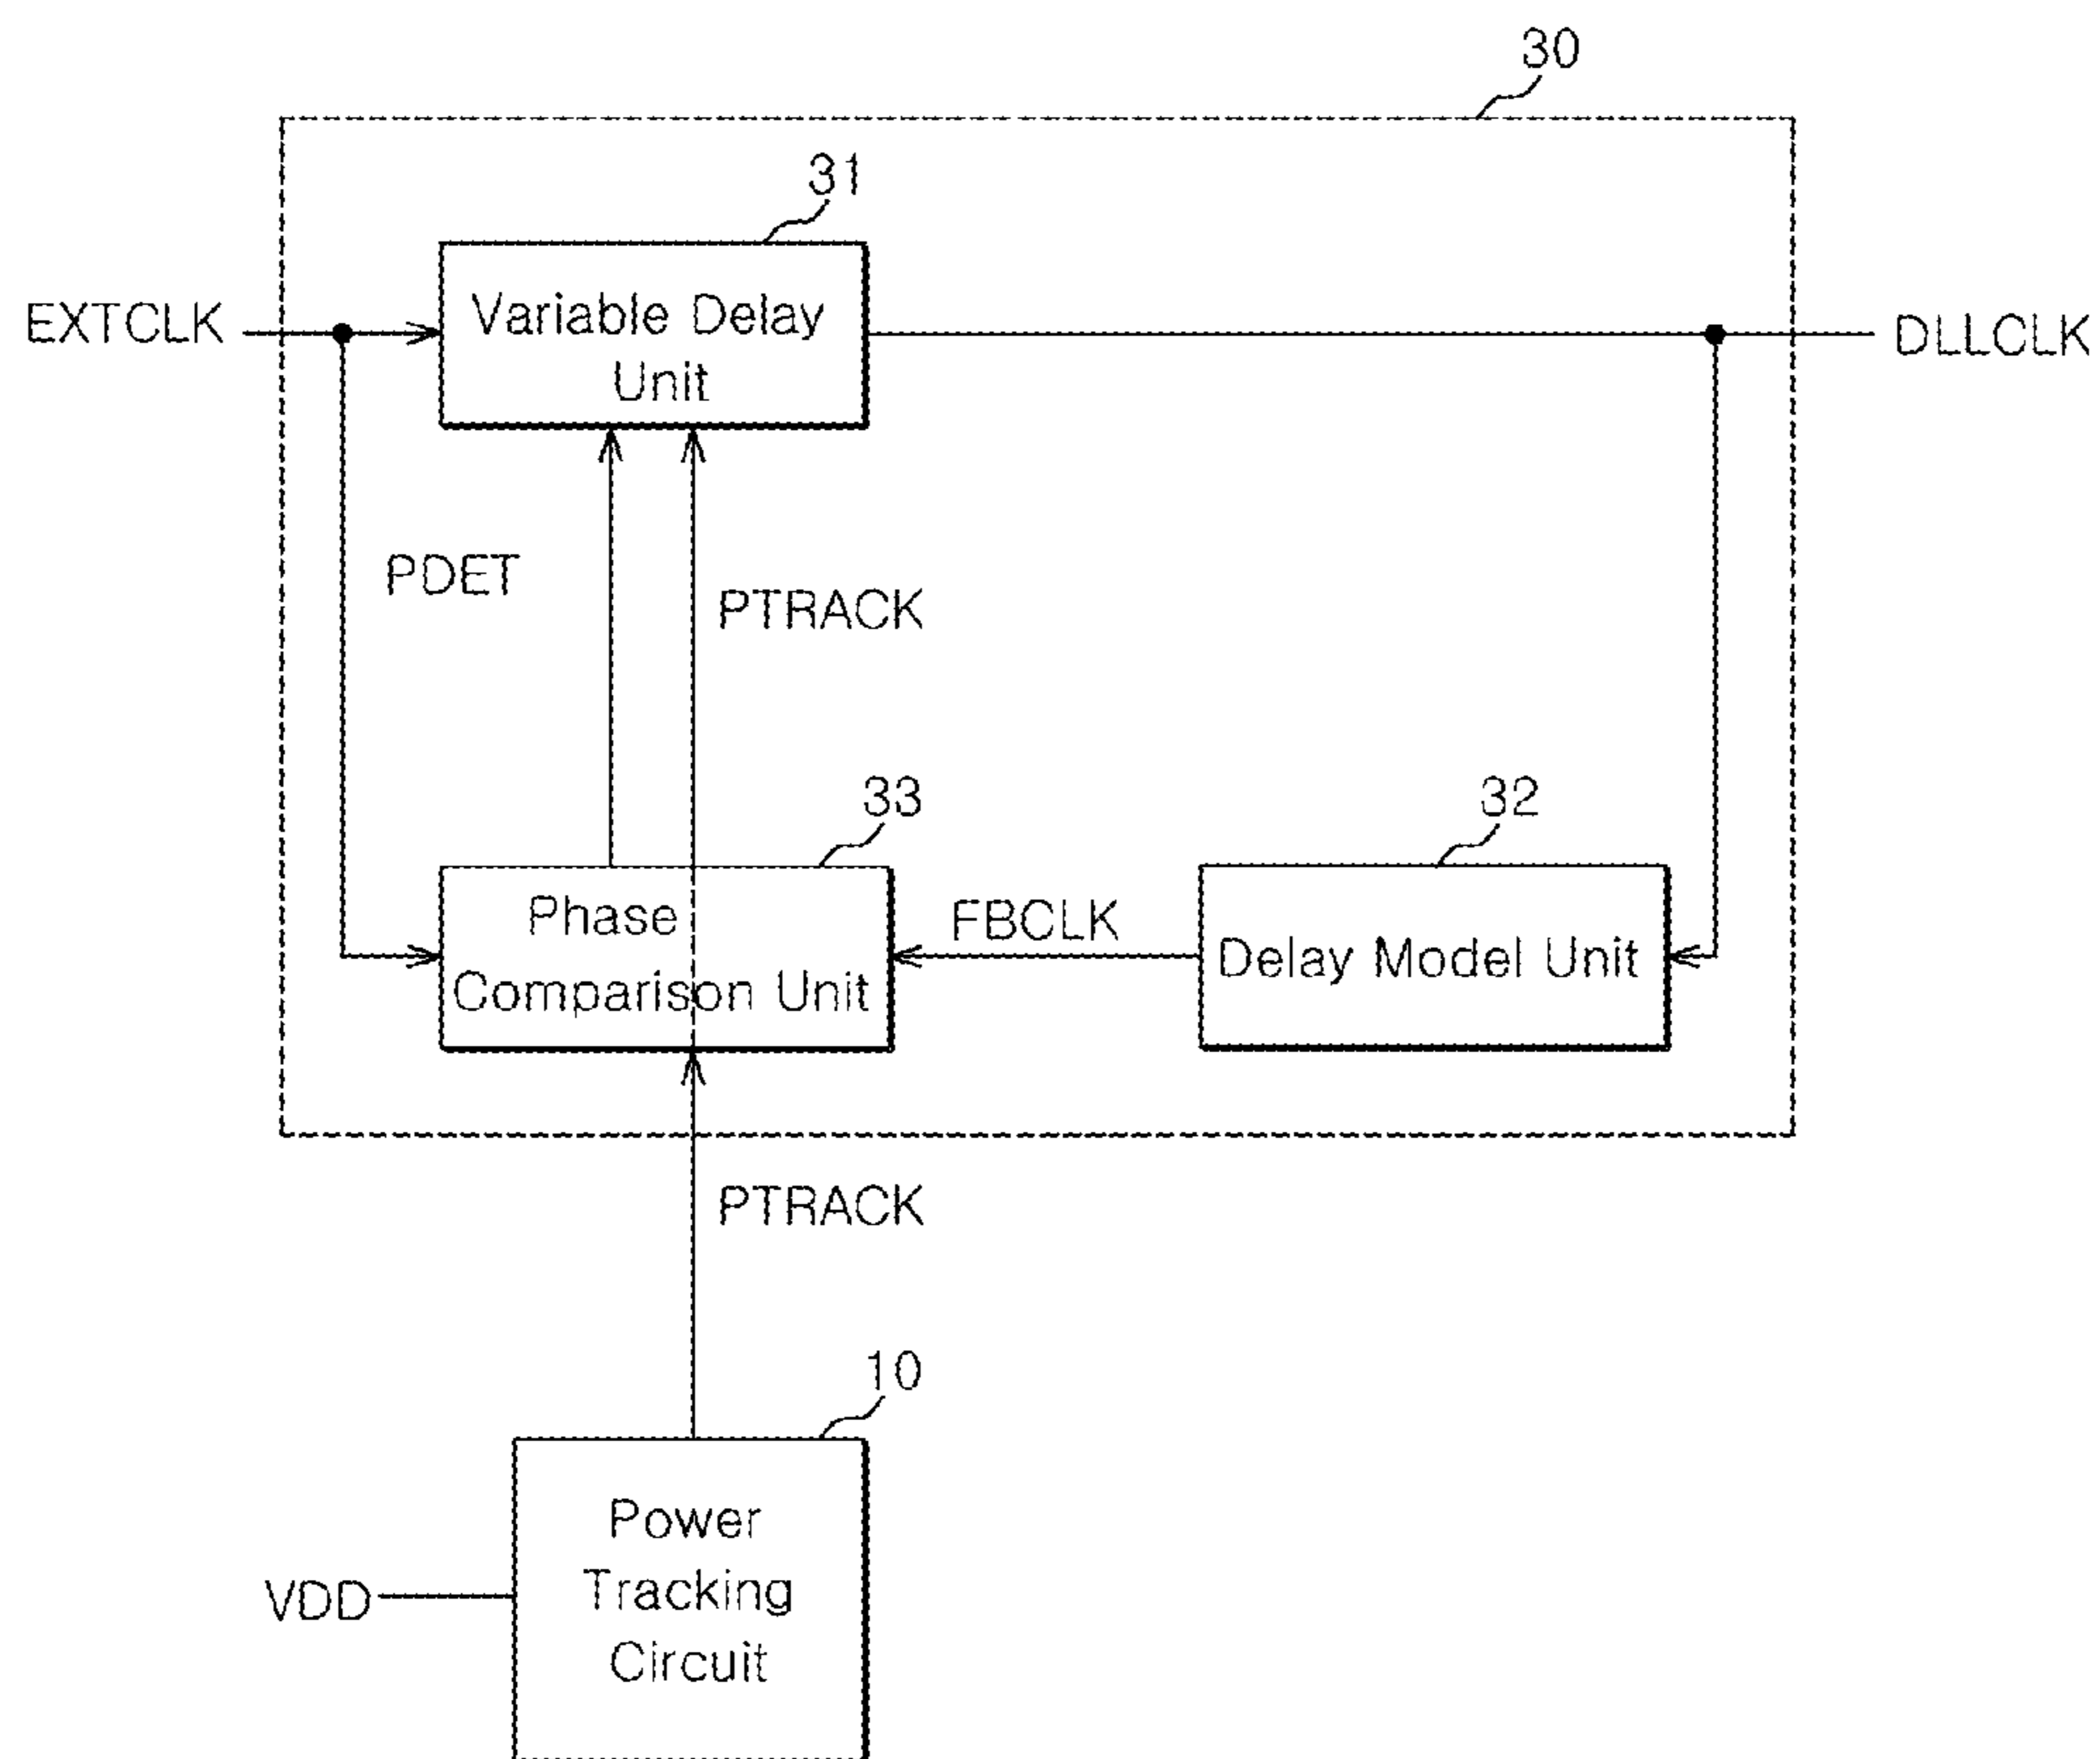 30
31
EXTCLK
Variable Delay
Unit
DLLCLK
PDET
PTRACK
33
32
Phase
Comparison Unit
FBCLK
Delay Model Unit
PTRACK
10
Power
Tracking
Circuit
VDD